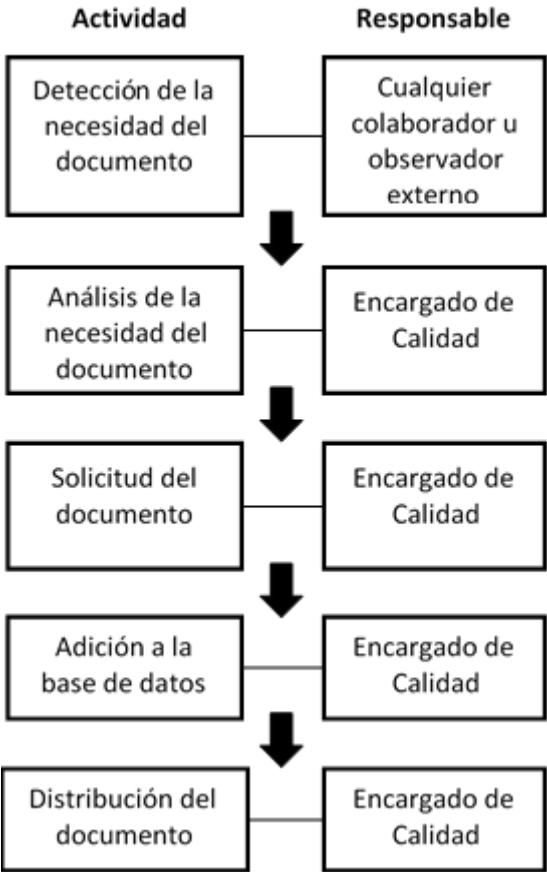 Actividad
Responsable
Detección de la
necesidad del
documento
Cualquier
colaborador u
observador
externo
Análisis de la
necesidad del
documento
Encargado de
Calidad
Solicitud del
documento
Encargado de
Calidad
Adición a la
base de datos
Encargado de
Calidad
Distribución del
documento
Encargado de
Calidad